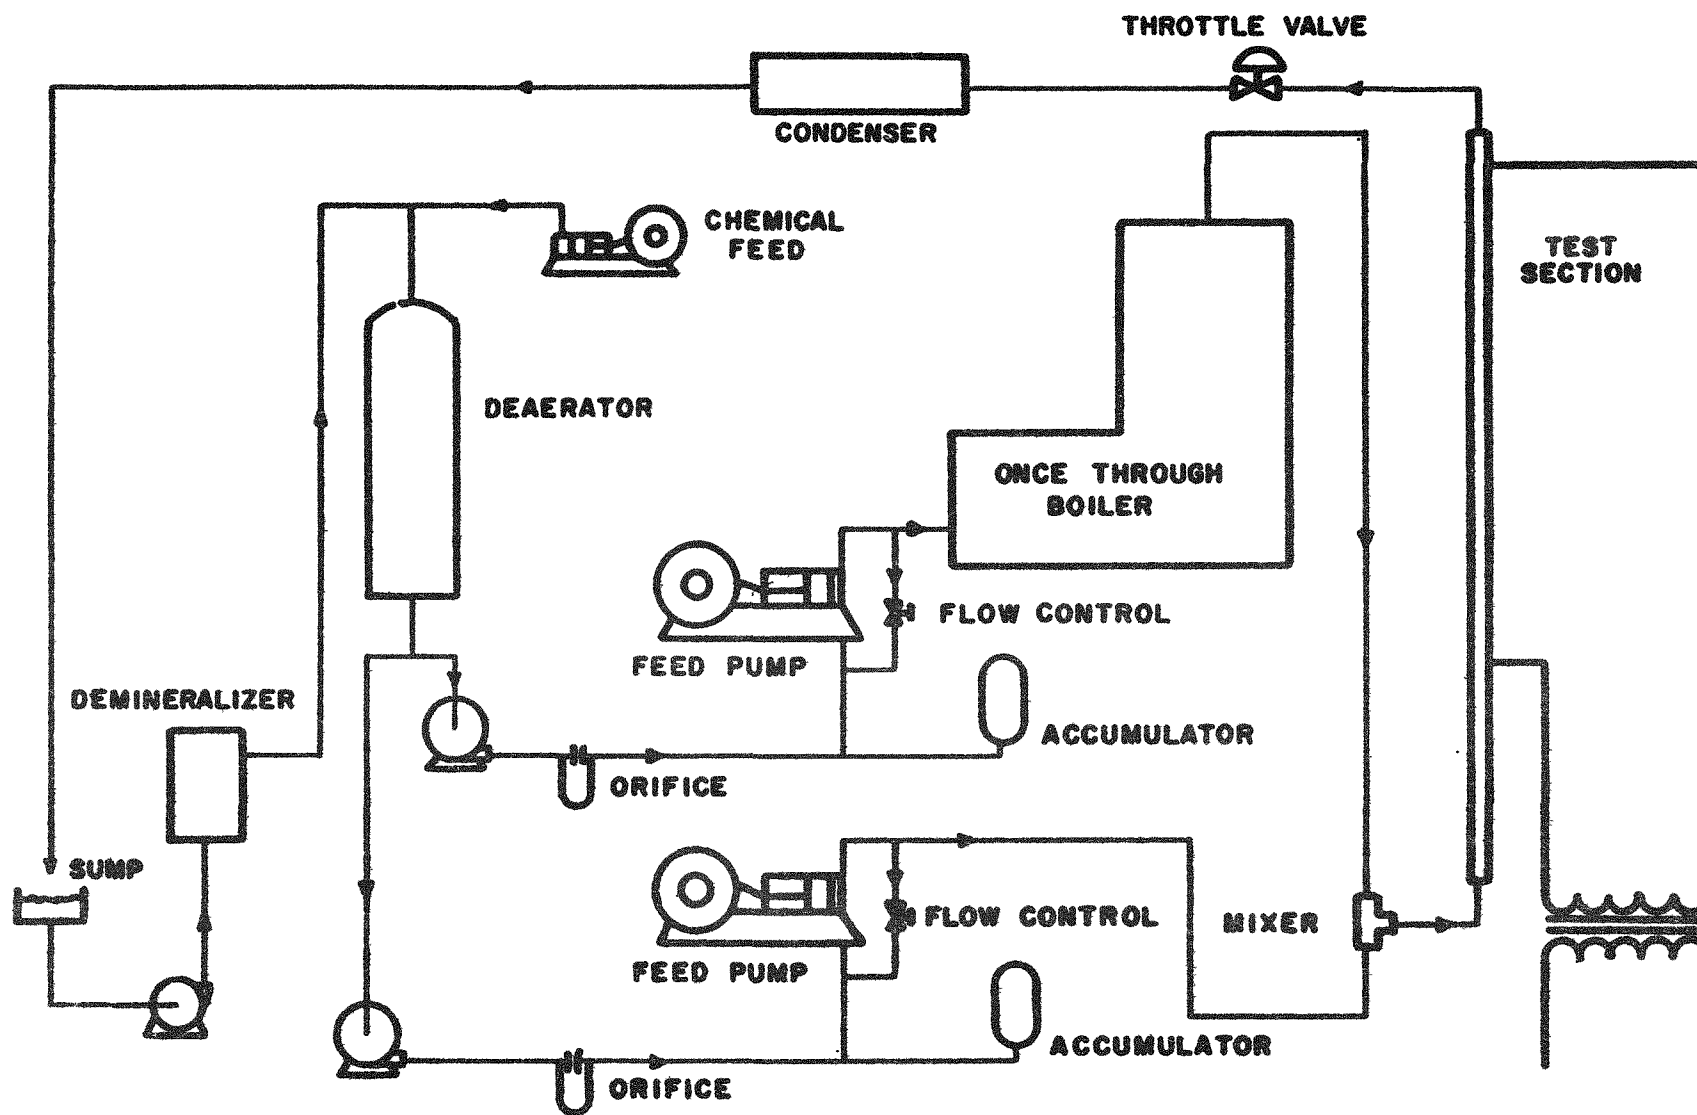 THROTTLE VALVE
CONDENSER
CHEMICAL
FEED
TEST
SECTION
DEAERATOR
ONCE THROUGH
BOILER
FLOW CONTROL
FEED PUMP
DEMINERALIZER
ACCUMULATOR
ORIFICE
SUMP
FLOW CONTROL
MIXER
FEED PUMP
ACCUMULATOR
ORIFICE